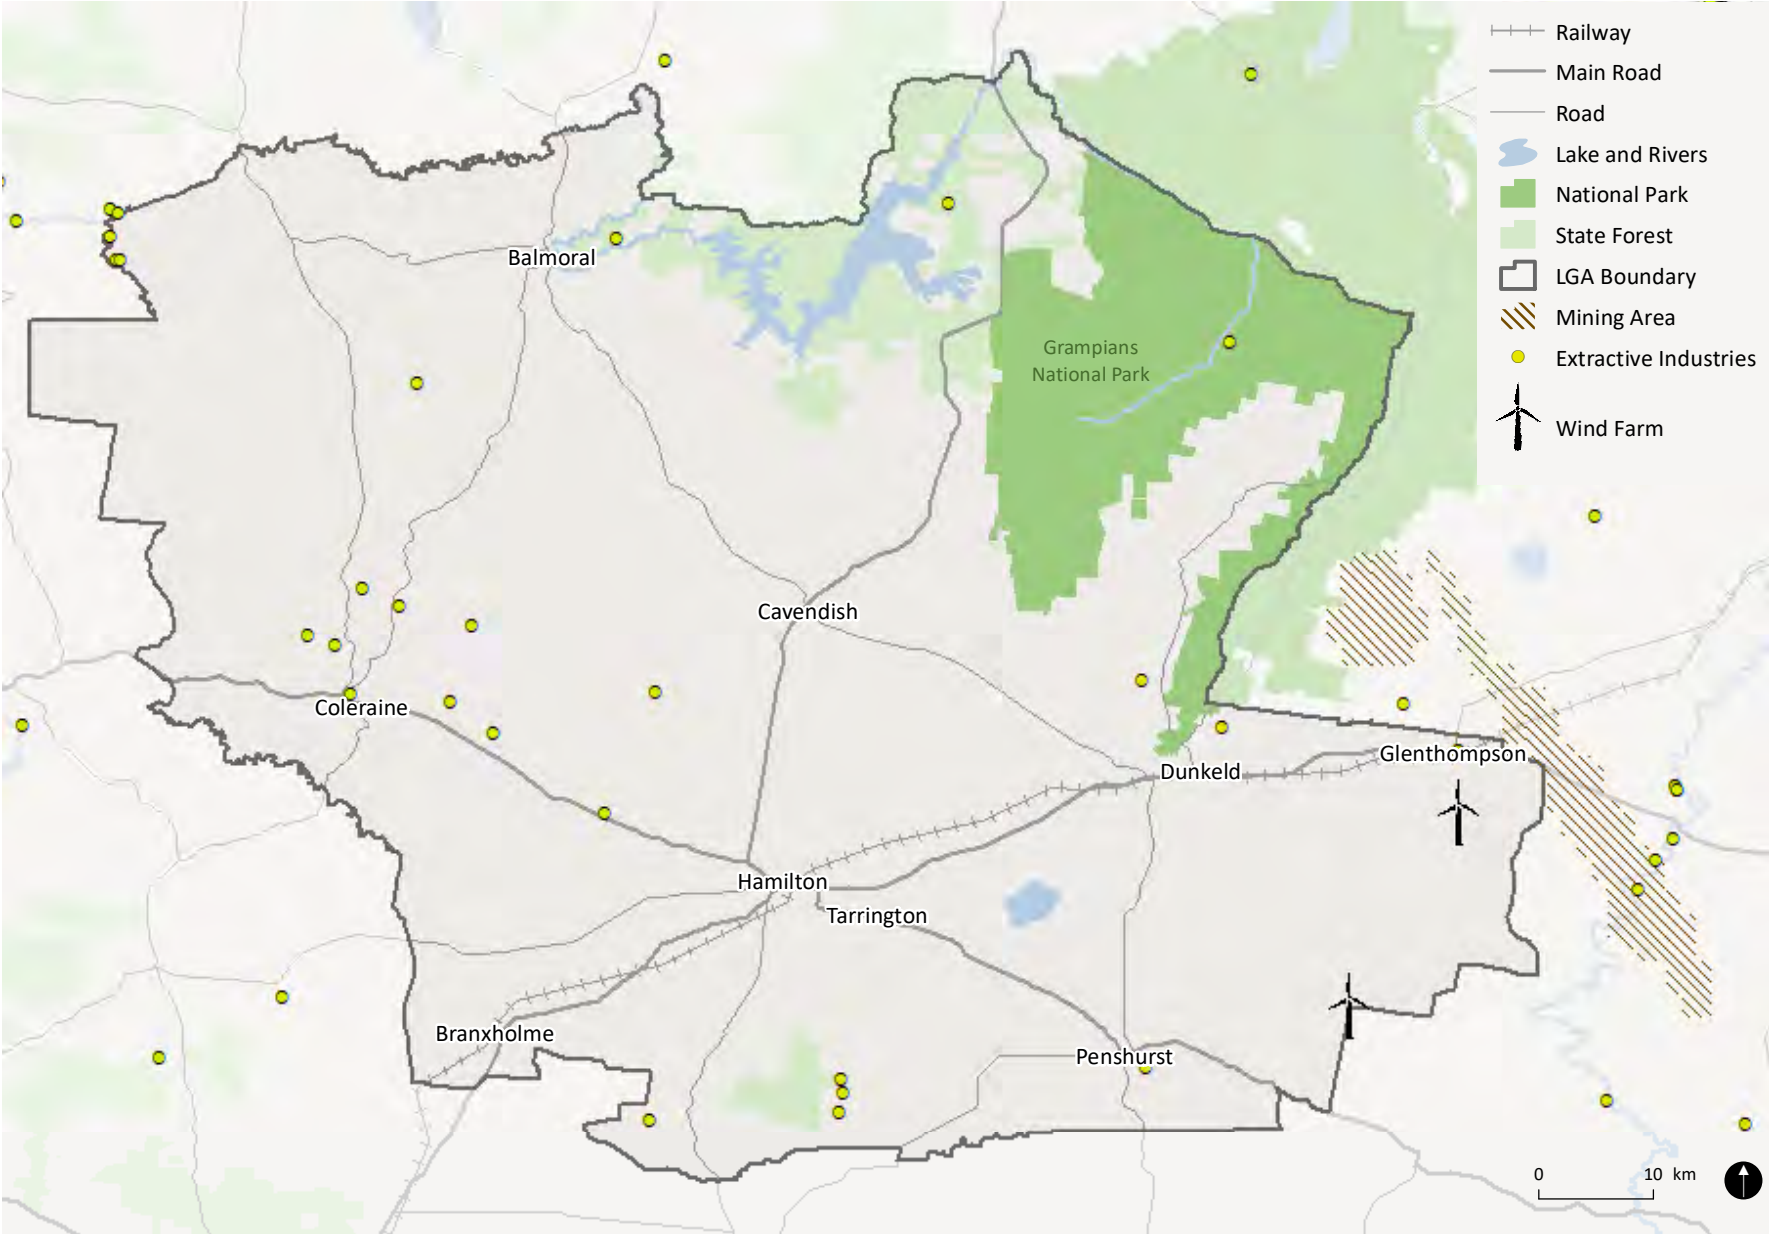 Railway
Main Road
Road
Lake and Rivers
National Park
State Forest
LGA Boundary
Mining Area
Extractive Industries
Wind Farm
Balmoral
Grampians
National Park
Cavendish
Coleraine
Glenthompson
Dunkeld
Hamilton
Tarrington
Branxholme
Penshurst
0 10 km